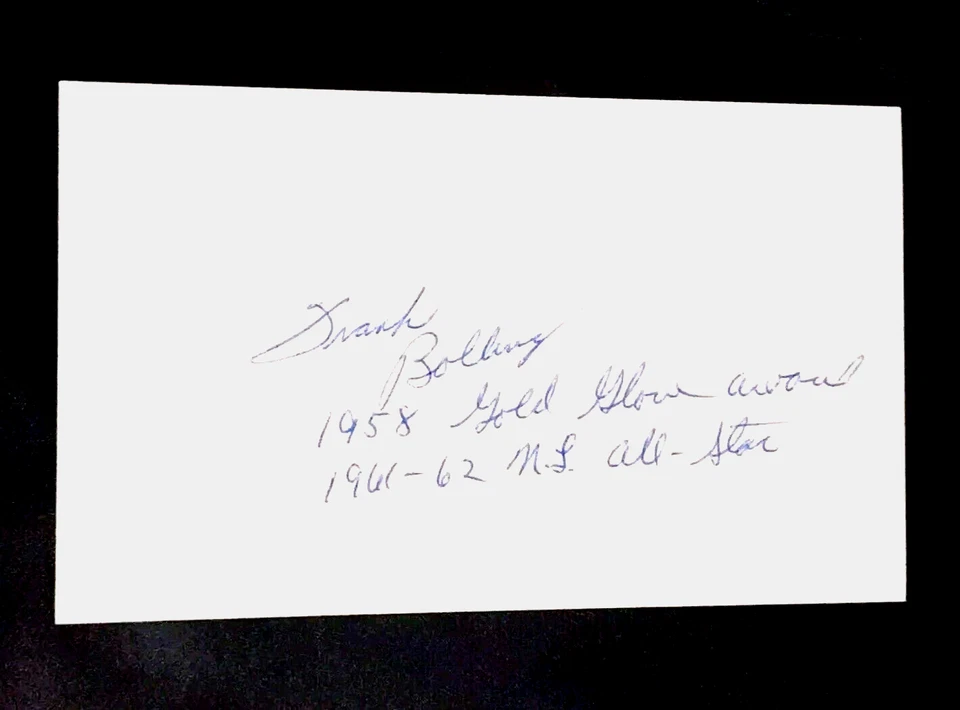 Frank
Bolling
1958 Gold Glove award
1961-62 N.L. All-Star